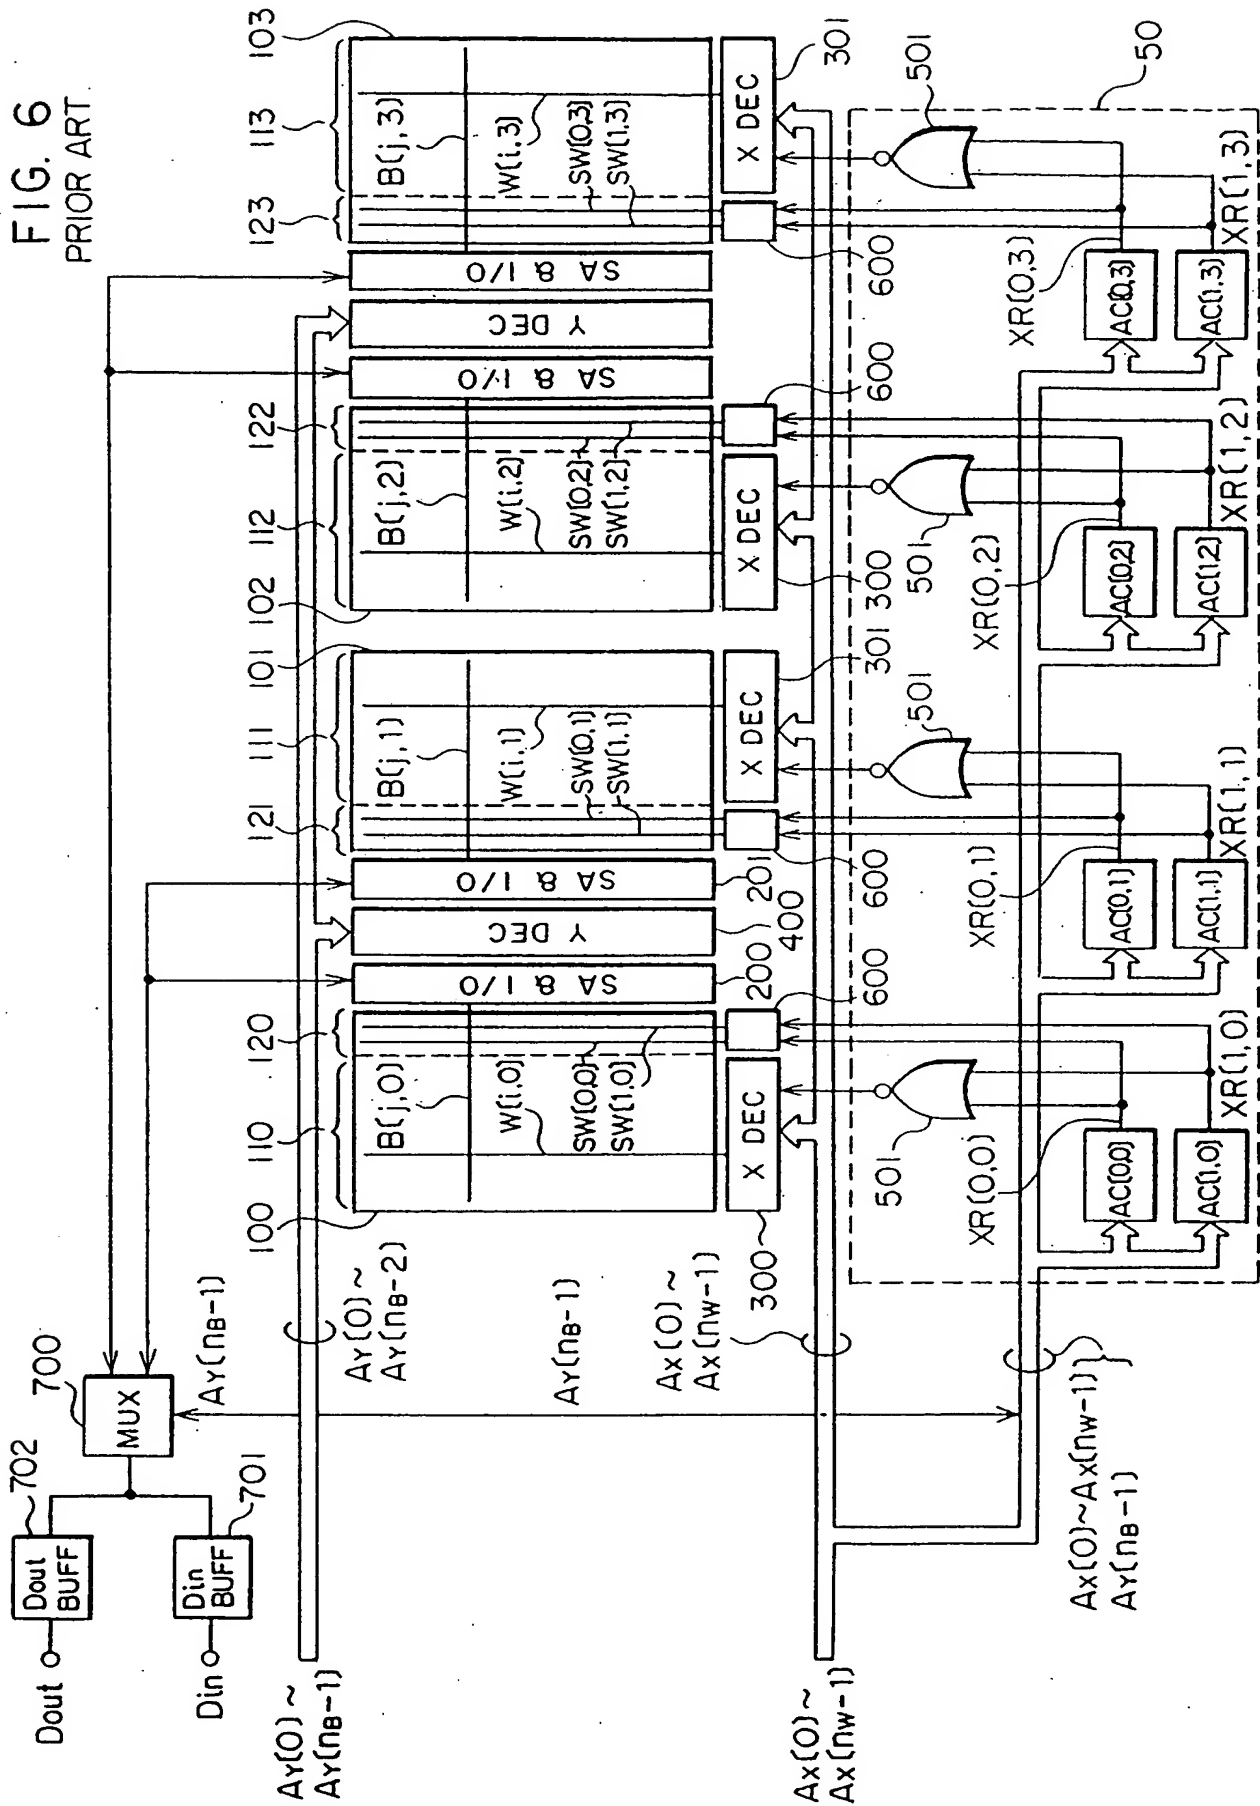 FIG. 6
PRIOR ART
Dout
Dout
BUFF
702
Din
Din
BUFF
701
MUX
700
AY(nB-1)
AY(0)~
AY(nB-1)
AY(0)~
AY(nB-2)
AY(nB-1)
AX(0)~
AX(nW-1)
AX(0)~
AX(nW-1)
AX(0)~AX(nW-1)
AY(nB-1)
100
110
120
B(j,0)
W(i,0)
SW(0,0)
SW(1,0)
SA & I/O
200
Y DEC
400
SA & I/O
201
121
111
101
B(j,1)
W(i,1)
SW(0,1)
SW(1,1)
102
112
122
B(j,2)
W(i,2)
SW(0,2)
SW(1,2)
SA & I/O
Y DEC
SA & I/O
123
113
103
B(j,3)
W(i,3)
SW(0,3)
SW(1,3)
300
X DEC
600
600
X DEC
301
X DEC
300
600
600
X DEC
301
50
501
501
501
501
XR(0,0)
AC(0,0)
AC(1,0)
XR(1,0)
XR(0,1)
AC(0,1)
AC(1,1)
XR(1,1)
XR(0,2)
AC(0,2)
AC(1,2)
XR(1,2)
XR(0,3)
AC(0,3)
AC(1,3)
XR(1,3)